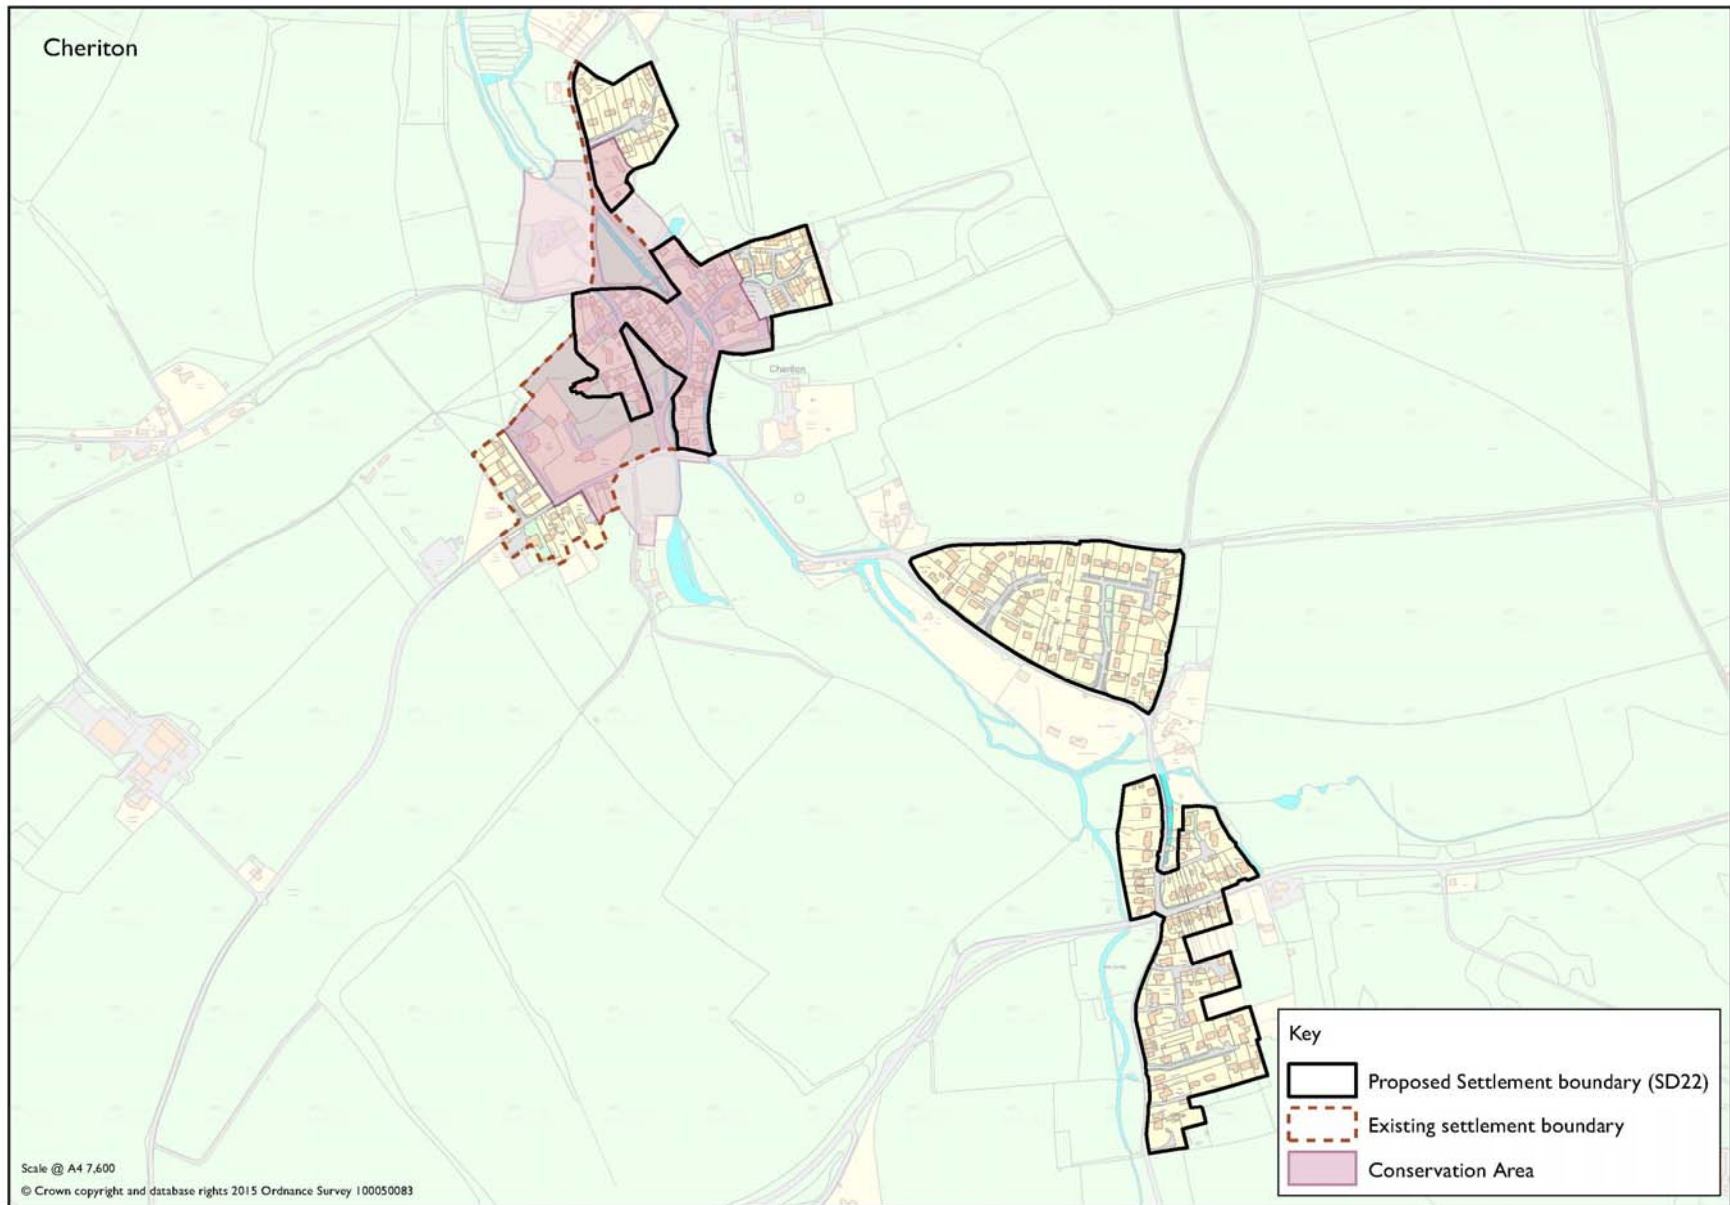 Cheriton
Cheriton
Key
Proposed Settlement boundary (SD22)
Existing settlement boundary
Conservation Area
Scale @ A4 7,600
© Crown copyright and database rights 2015 Ordnance Survey 100050083